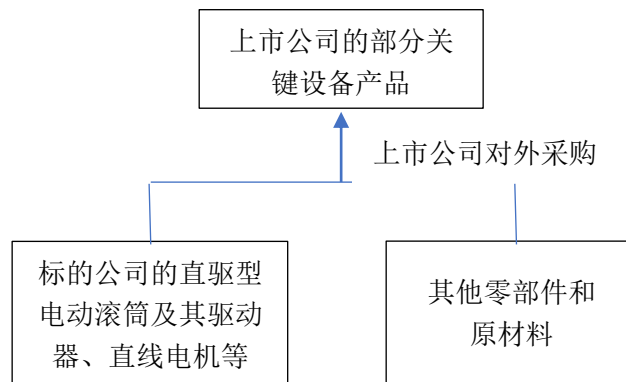 上市公司的部分关
键设备产品
上市公司对外采购
标的公司的直驱型
电动滚筒及其驱动
器、直线电机等
其他零部件和
原材料